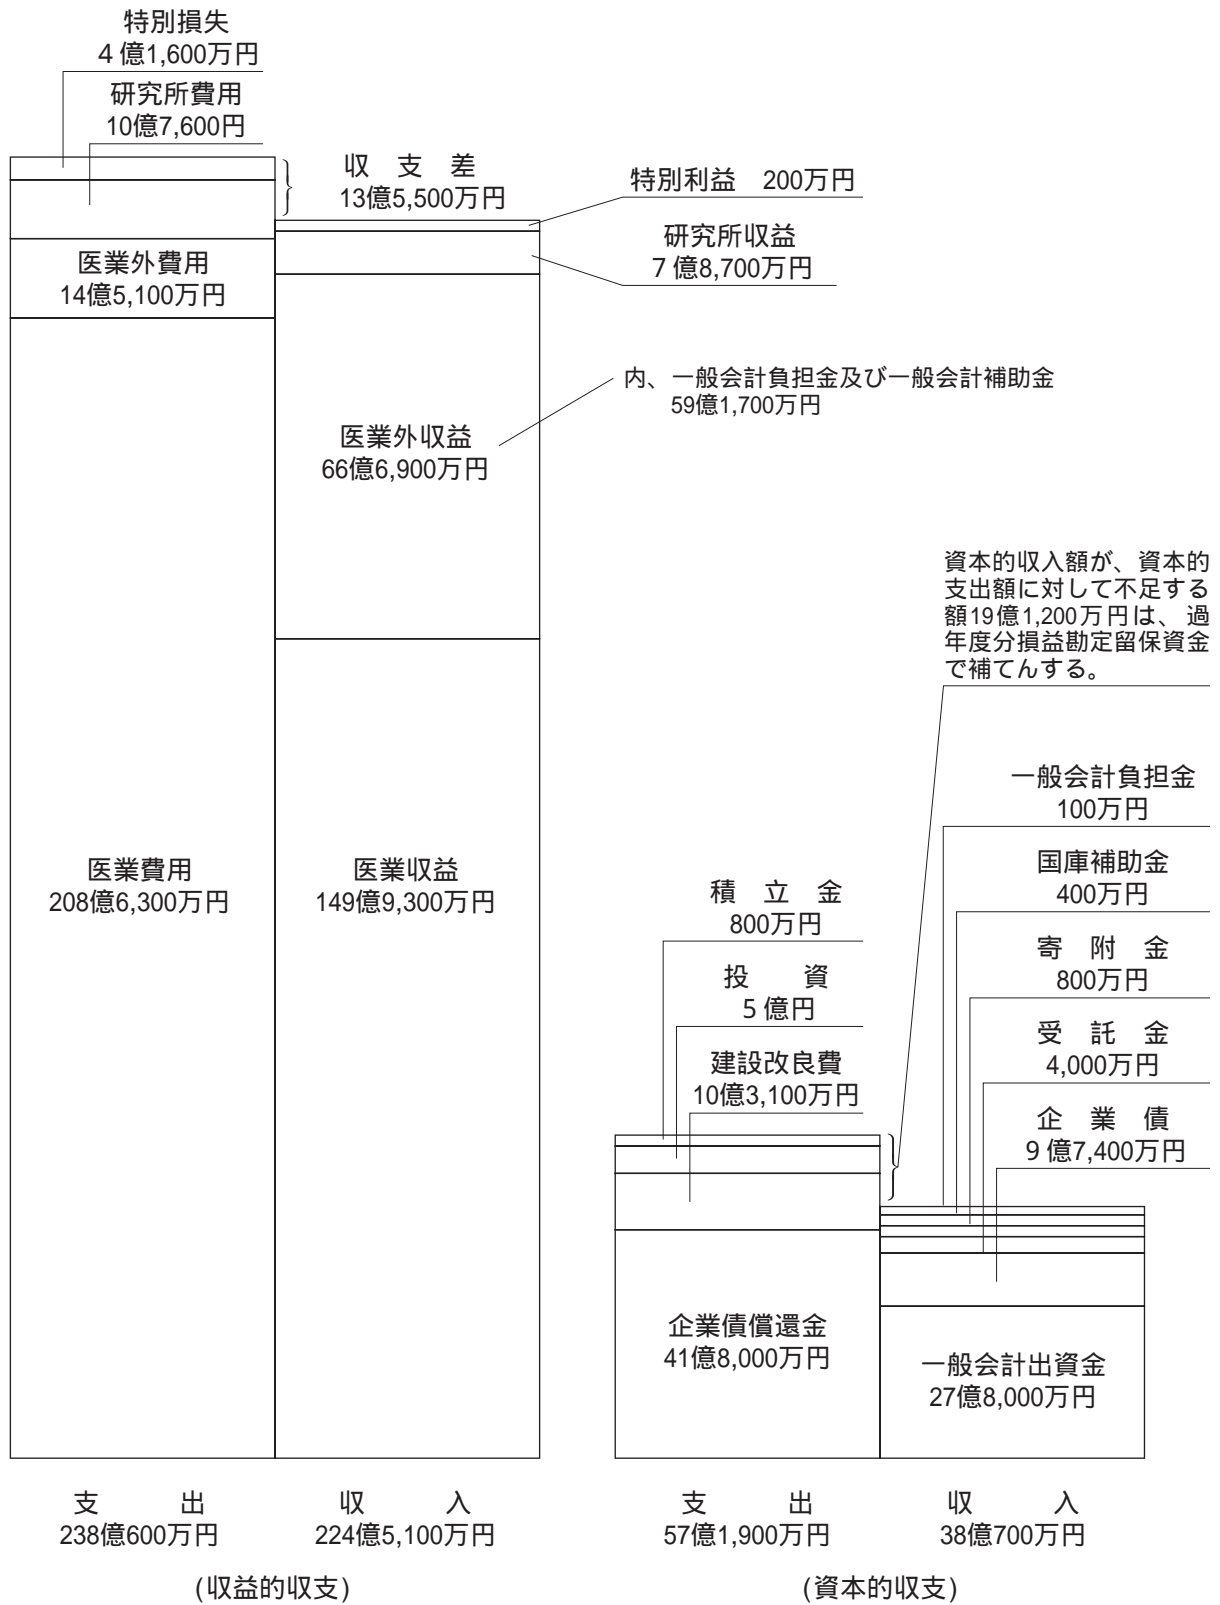 特別損失
4億1,600万円
研究所費用
10億7,600円
収支差
13億5,500万円
医業外費用
14億5,100万円
医業費用
208億6,300万円
特別利益 200万円
研究所収益
7億8,700万円
内、一般会計負担金及び一般会計補助金
59億1,700万円
医業外収益
66億6,900万円
医業収益
149億9,300万円
支出
238億600万円
収入
224億5,100万円
(収益的収支)
資本的収入額が、資本的
支出額に対して不足する
額19億1,200万円は、過
年度分損益勘定留保資金
で補てんする。
積立金
800万円
投資
5億円
建設改良費
10億3,100万円
企業債償還金
41億8,000万円
一般会計負担金
100万円
国庫補助金
400万円
寄附金
800万円
受託金
4,000万円
企業債
9億7,400万円
一般会計出資金
27億8,000万円
支出
57億1,900万円
収入
38億700万円
(資本的収支)